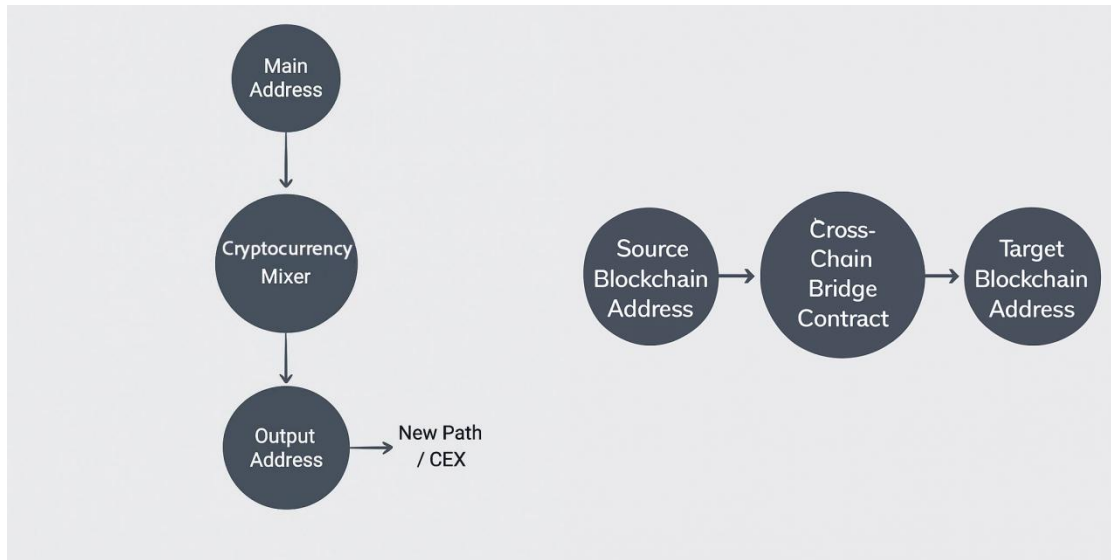 Main
Address
Cryptocurrency
Mixer
Output
Address
New Path
/ CEX
Source
Blockchain
Address
Cross-
Chain
Bridge
Contract
Target
Blockchain
Address